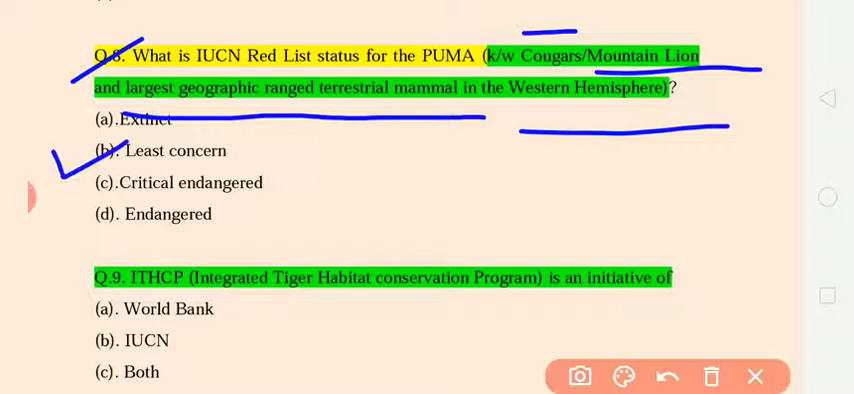 Q.8. What is IUCN Red List status for the PUMA (k/w Cougars/Mountain Lion
and largest geographic ranged terrestrial mammal in the Western Hemisphere)?
(a).Extinct
(b). Least concern
(c).Critical endangered
(d). Endangered
Q.9. ITHCP (Integrated Tiger Habitat conservation Program) is an initiative of
(a). World Bank
(b). IUCN
(c). Both